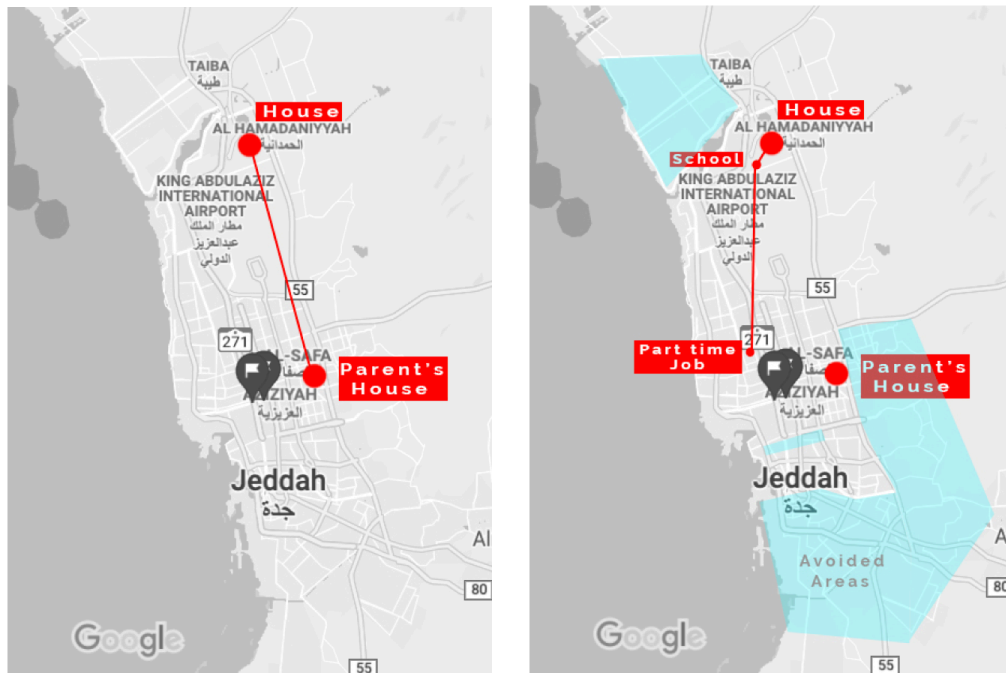 TAIBA
طيبة
House
AL HAMADANIYYAH
الحمدانية
KING ABDULAZIZ
INTERNATIONAL
AIRPORT
مطار الملك
عبدالعزيز
الدولي
55
271
AL-SAFA
Parent's
House
العزيزية
Jeddah
جدة
Al
80
Google
55
TAIBA
طيبة
House
AL HAMADANIYYAH
الحمدانية
School
KING ABDULAZIZ
INTERNATIONAL
AIRPORT
مطار الملك
عبدالعزيز
الدولي
55
271
Part time
Job
AL-SAFA
Parent's
House
العزيزية
Jeddah
جدة
Avoided
Areas
A
80
Google
55